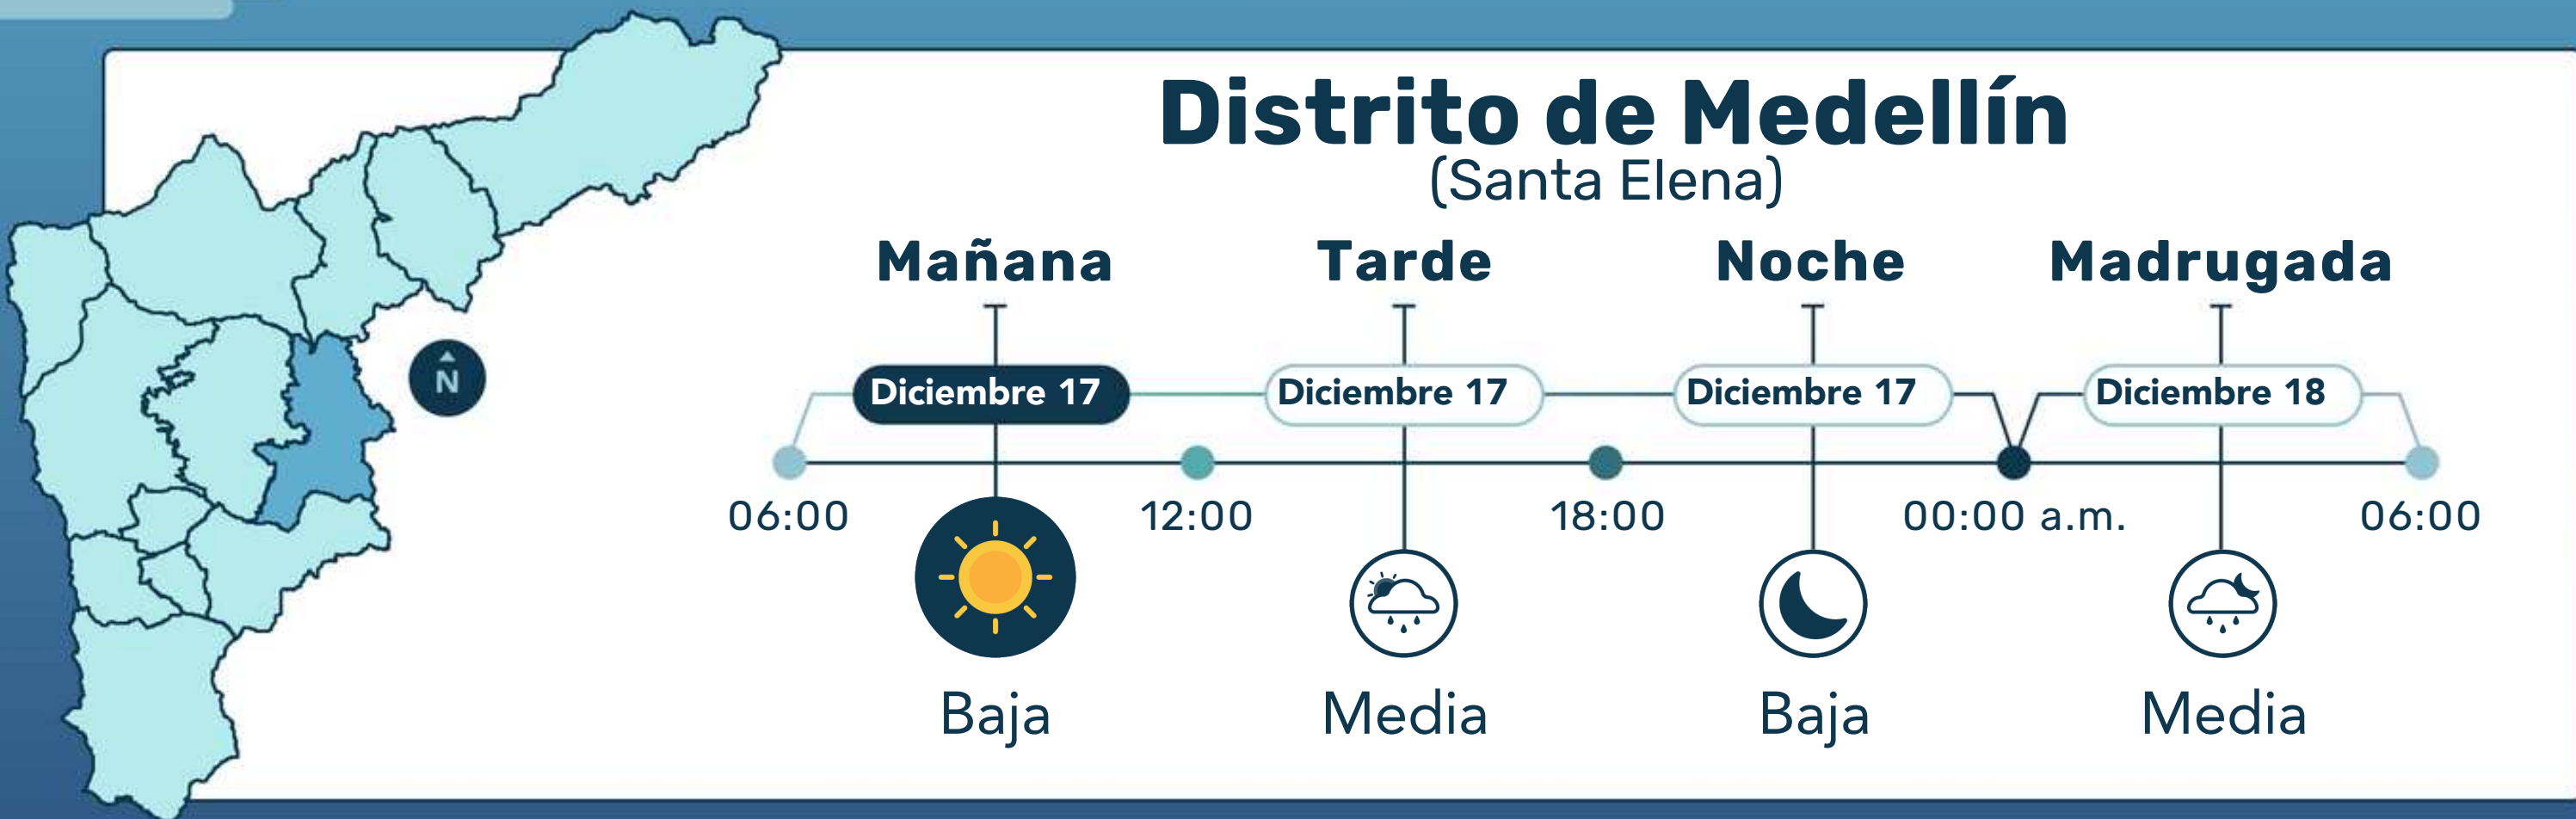 Distrito de Medellín
(Santa Elena)
Mañana Tarde Noche Madrugada
N
Diciembre 17 Diciembre 17 Diciembre 17 Diciembre 18
06:00 12:00 18:00 00:00 a.m. 06:00
Baja Media Baja Media